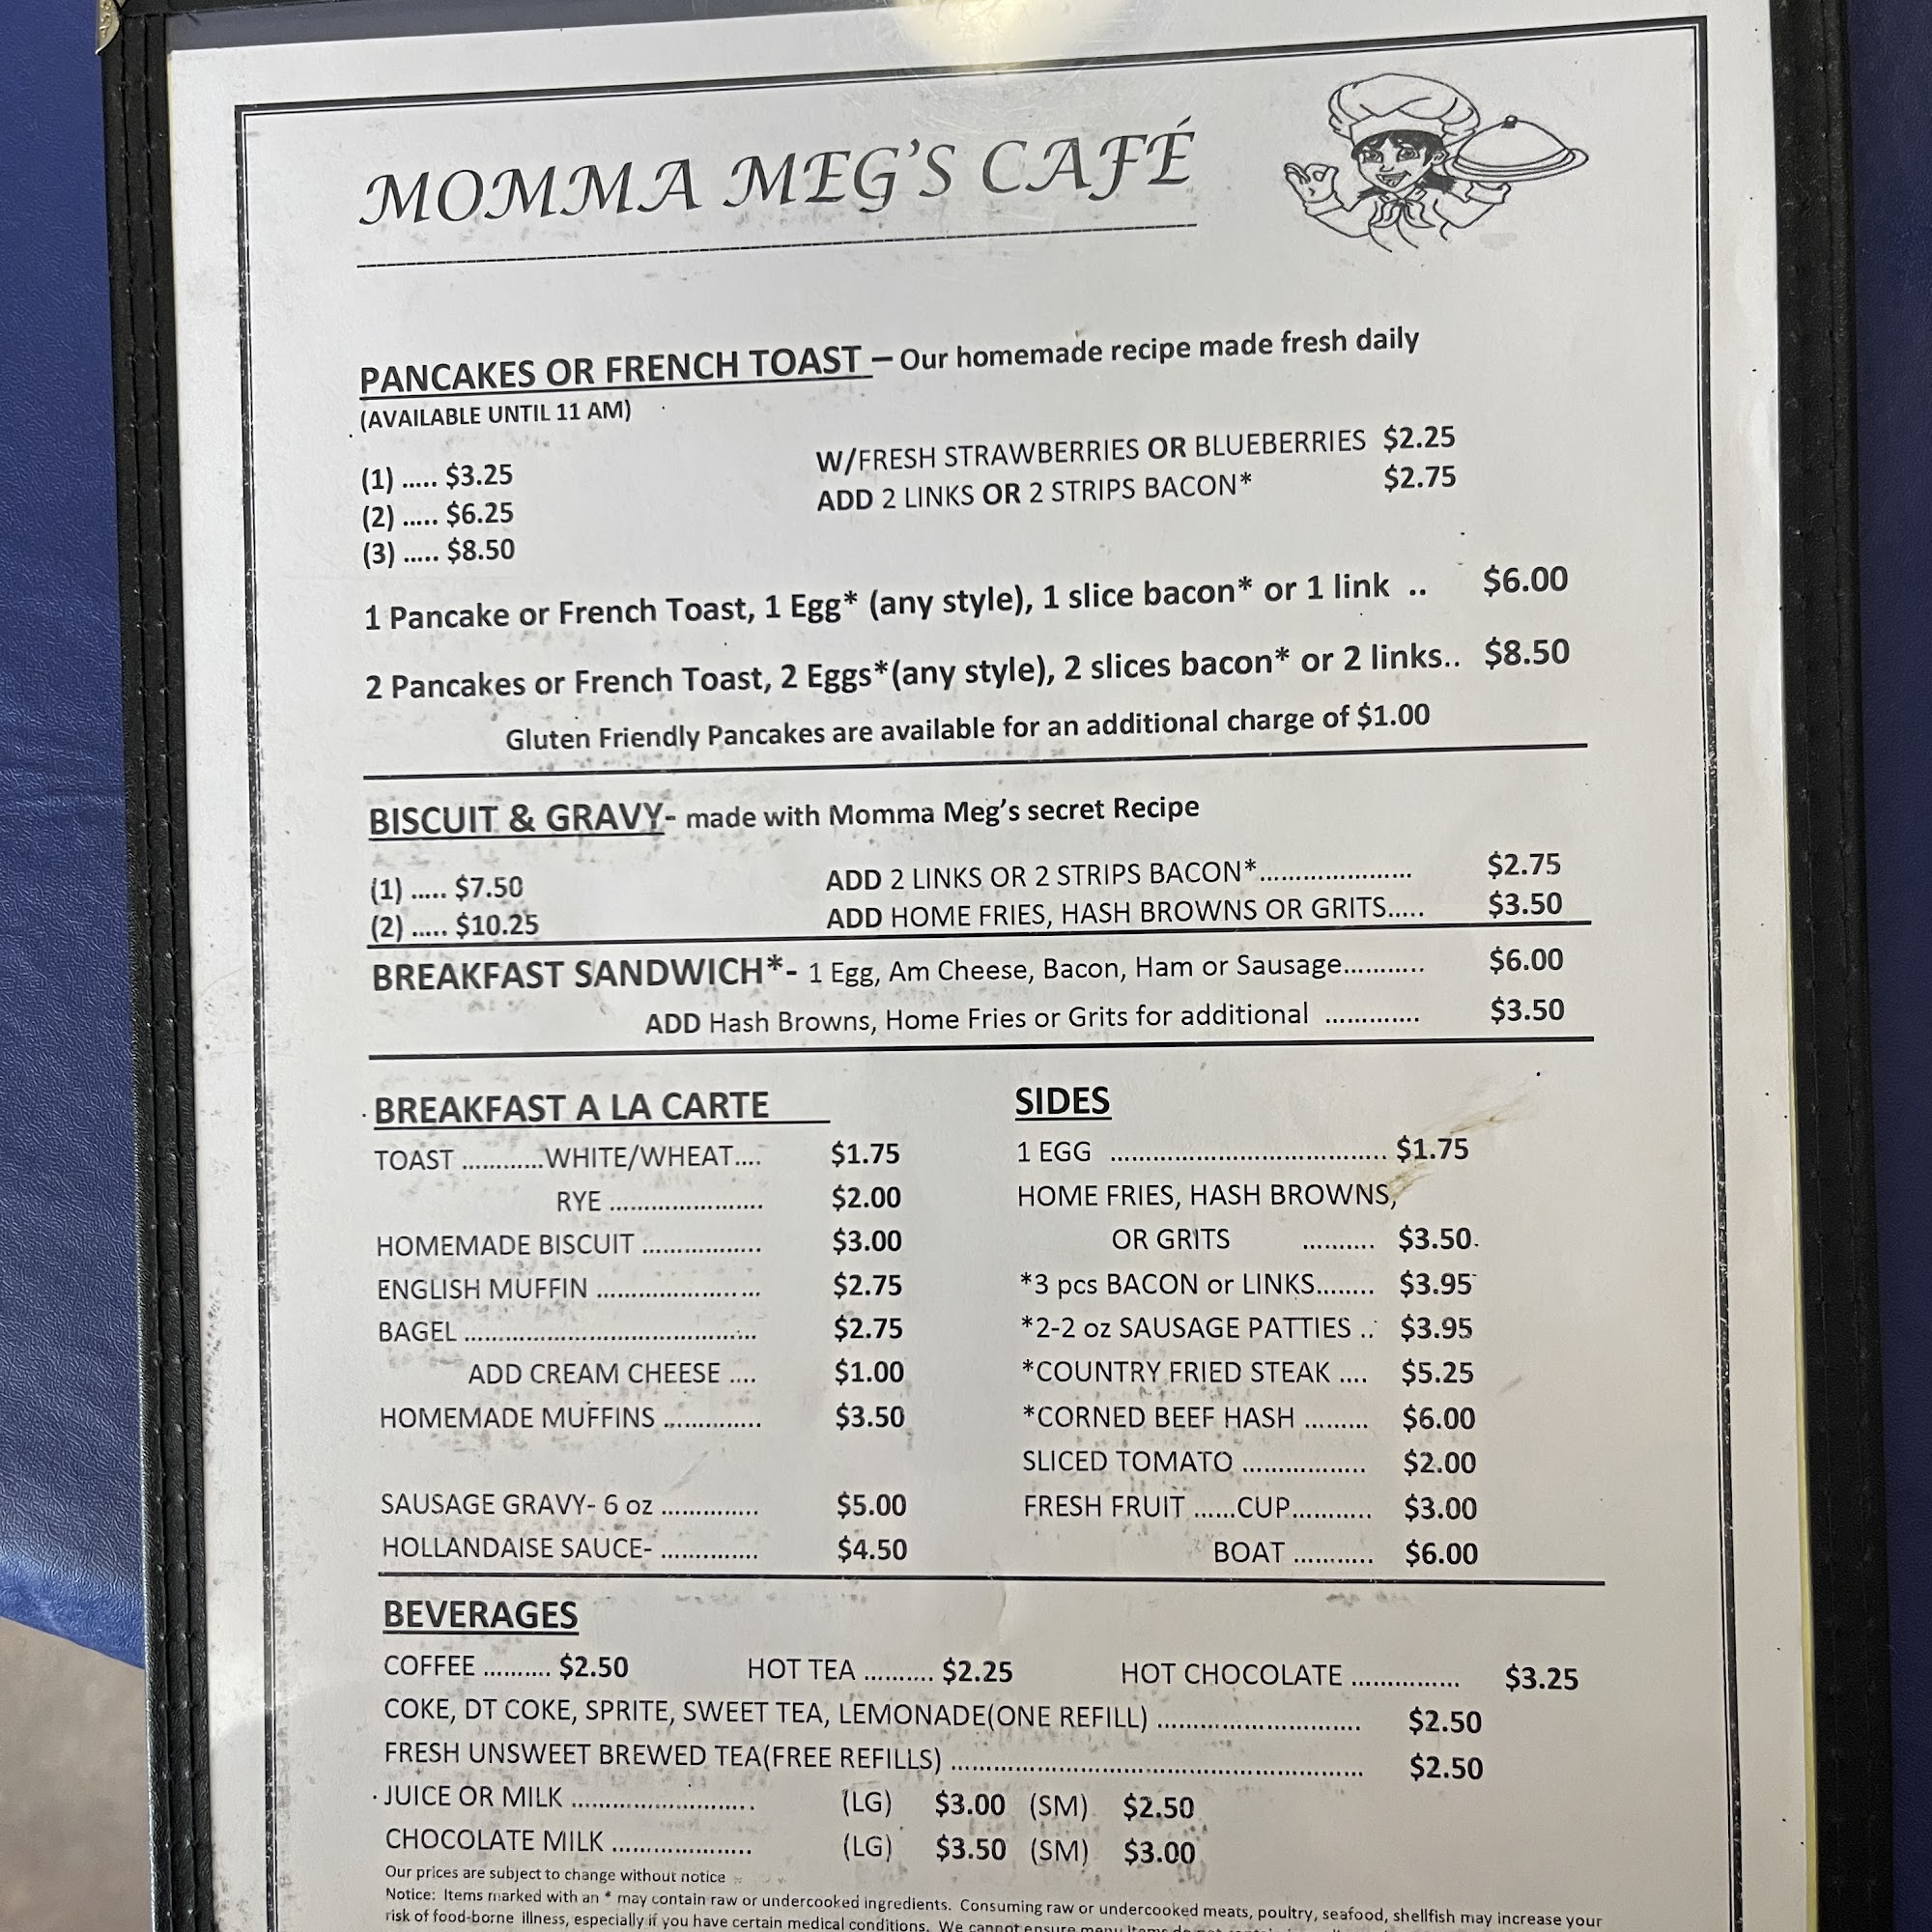 MOMMA MEG'S CAFÉ
PANCAKES OR FRENCH TOAST – Our homemade recipe made fresh daily
(AVAILABLE UNTIL 11 AM)
W/FRESH STRAWBERRIES OR BLUEBERRIES $2.25
(1) ..... $3.25
ADD 2 LINKS OR 2 STRIPS BACON* $2.75
(2) ..... $6.25
(3) ..... $8.50
1 Pancake or French Toast, 1 Egg* (any style), 1 slice bacon* or 1 link .. $6.00
2 Pancakes or French Toast, 2 Eggs*(any style), 2 slices bacon* or 2 links.. $8.50
Gluten Friendly Pancakes are available for an additional charge of $1.00
BISCUIT & GRAVY- made with Momma Meg's secret Recipe
(1) ..... $7.50 ADD 2 LINKS OR 2 STRIPS BACON*..................... $2.75
(2) ..... $10.25 ADD HOME FRIES, HASH BROWNS OR GRITS..... $3.50
BREAKFAST SANDWICH*- 1 Egg, Am Cheese, Bacon, Ham or Sausage........... $6.00
ADD Hash Browns, Home Fries or Grits for additional ............. $3.50
BREAKFAST A LA CARTE
TOAST ............WHITE/WHEAT.... $1.75
RYE ...................... $2.00
HOMEMADE BISCUIT ................. $3.00
ENGLISH MUFFIN ........................ $2.75
BAGEL .......................................... $2.75
ADD CREAM CHEESE .... $1.00
HOMEMADE MUFFINS .............. $3.50
SAUSAGE GRAVY- 6 oz .............. $5.00
HOLLANDAISE SAUCE- .............. $4.50
SIDES
1 EGG ........................................ $1.75
HOME FRIES, HASH BROWNS,
OR GRITS .......... $3.50
*3 pcs BACON or LINKS........ $3.95
*2-2 oz SAUSAGE PATTIES .. $3.95
*COUNTRY FRIED STEAK .... $5.25
*CORNED BEEF HASH ......... $6.00
SLICED TOMATO .................. $2.00
FRESH FRUIT ......CUP........... $3.00
BOAT ........... $6.00
BEVERAGES
COFFEE .......... $2.50 HOT TEA .......... $2.25 HOT CHOCOLATE ............... $3.25
COKE, DT COKE, SPRITE, SWEET TEA, LEMONADE(ONE REFILL) ............................. $2.50
FRESH UNSWEET BREWED TEA(FREE REFILLS) .......................................................... $2.50
JUICE OR MILK .......................... (LG) $3.00 (SM) $2.50
CHOCOLATE MILK .................... (LG) $3.50 (SM) $3.00
Our prices are subject to change without notice
Notice: Items marked with an * may contain raw or undercooked ingredients. Consuming raw or undercooked meats, poultry, seafood, shellfish may increase your
risk of food-borne illness, especially if you have certain medical conditions. We cannot ensure menu items do not